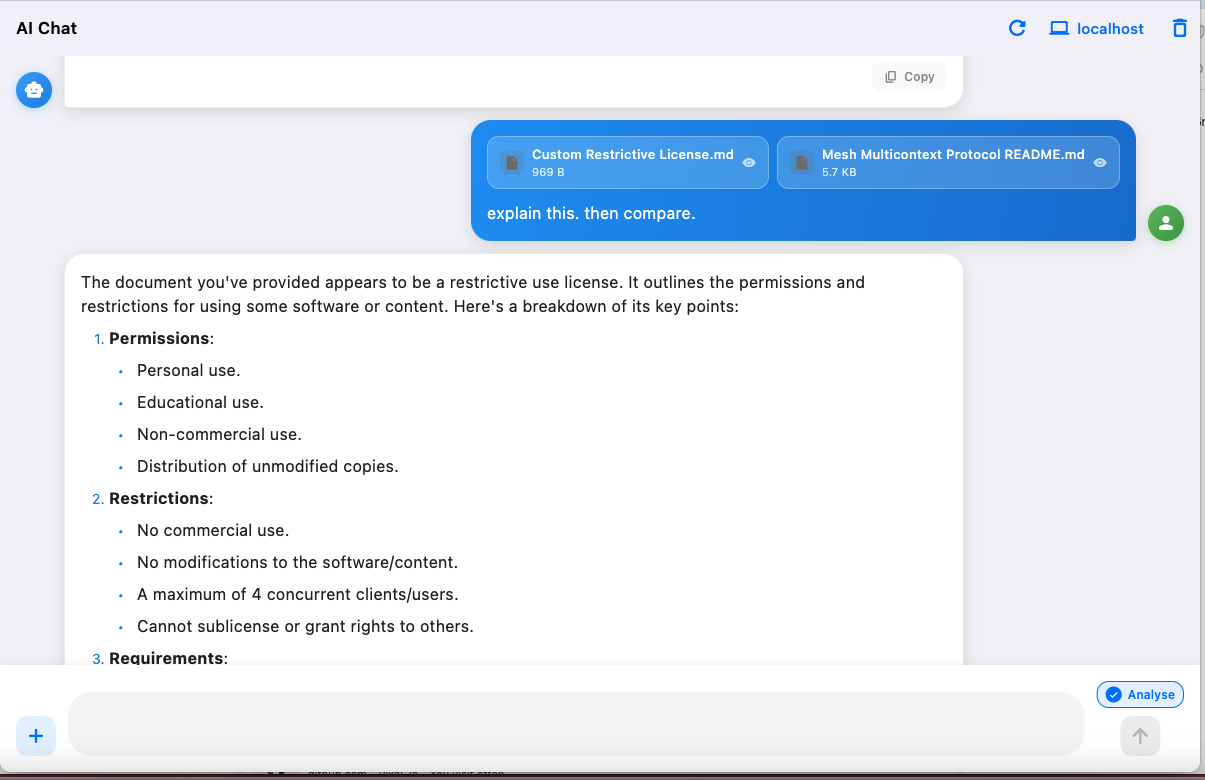 AI Chat
localhost
Copy
Custom Restrictive License.md
969 B
Mesh Multicontext Protocol README.md
5.7 KB
explain this. then compare.
The document you've provided appears to be a restrictive use license. It outlines the permissions and
restrictions for using some software or content. Here's a breakdown of its key points:
1. Permissions:
• Personal use.
• Educational use.
• Non-commercial use.
• Distribution of unmodified copies.
2. Restrictions:
• No commercial use.
• No modifications to the software/content.
• A maximum of 4 concurrent clients/users.
• Cannot sublicense or grant rights to others.
3. Requirements:
Analyse